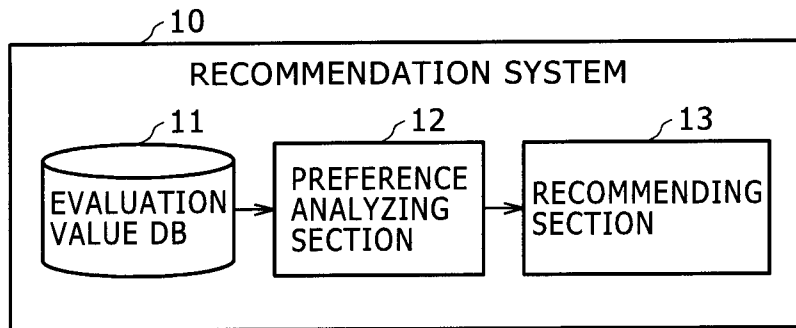 10
RECOMMENDATION SYSTEM
11
12
13
EVALUATION
VALUE DB
PREFERENCE
ANALYZING
SECTION
RECOMMENDING
SECTION